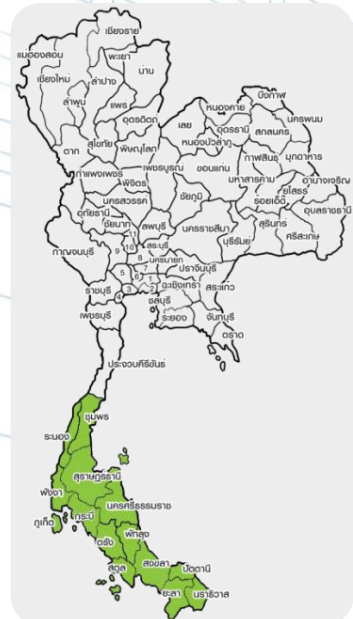 เชียงราย
แม่ฮ่องสอน
พะเยา
เชียงใหม่
น่าน
ลำปาง
ลำพูน
แพร่
อุตรดิตถ์
บึงกาฬ
หนองคาย
เลย
อุดรธานี
นครพนม
สกลนคร
หนองบัวลำภู
ตาก
สุโขทัย
พิษณุโลก
กาฬสินธุ์
มุกดาหาร
เพชรบูรณ์
ขอนแก่น
กำแพงเพชร
พิจิตร
มหาสารคาม
อำนาจเจริญ
ยโสธร
ร้อยเอ็ด
อุบลราชธานี
นครสวรรค์
ชัยภูมิ
อุทัยธานี
ชัยนาท
ลพบุรี
นครราชสีมา
สุรินทร์
ศรีสะเกษ
บุรีรัมย์
กาญจนบุรี
11
9
10
สระบุรี
8
นครนายก
5
7
ปราจีนบุรี
6
1
ราชบุรี
3
2
ฉะเชิงเทรา
สระแก้ว
4
ชลบุรี
เพชรบุรี
ระยอง
จันทบุรี
ตราด
ประจวบคีรีขันธ์
ชุมพร
ระนอง
สุราษฎร์ธานี
พังงา
นครศรีธรรมราช
ภูเก็ต
กระบี่
ตรัง
พัทลุง
สตูล
สงขลา
ปัตตานี
ยะลา
นราธิวาส